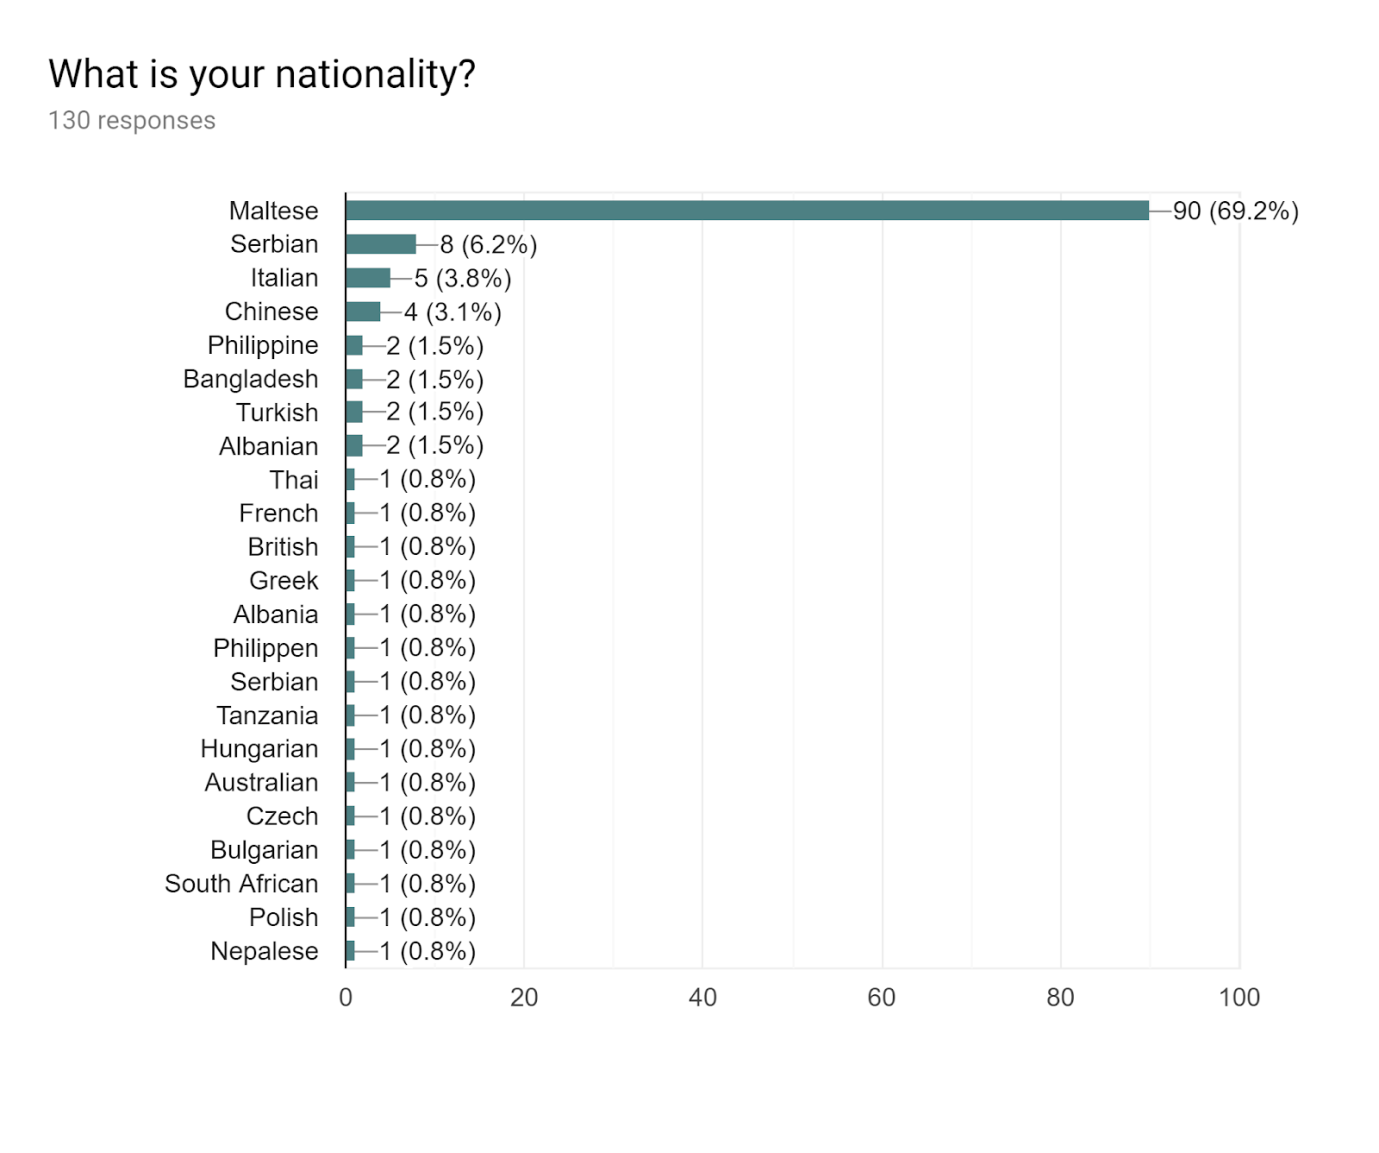 What is your nationality?
130 responses
Maltese 90 (69.2%)
Serbian 8 (6.2%)
Italian 5 (3.8%)
Chinese 4 (3.1%)
Philippine 2 (1.5%)
Bangladesh 2 (1.5%)
Turkish 2 (1.5%)
Albanian 2 (1.5%)
Thai 1 (0.8%)
French 1 (0.8%)
British 1 (0.8%)
Greek 1 (0.8%)
Albania 1 (0.8%)
Philippen 1 (0.8%)
Serbian 1 (0.8%)
Tanzania 1 (0.8%)
Hungarian 1 (0.8%)
Australian 1 (0.8%)
Czech 1 (0.8%)
Bulgarian 1 (0.8%)
South African 1 (0.8%)
Polish 1 (0.8%)
Nepalese 1 (0.8%)
0 20 40 60 80 100